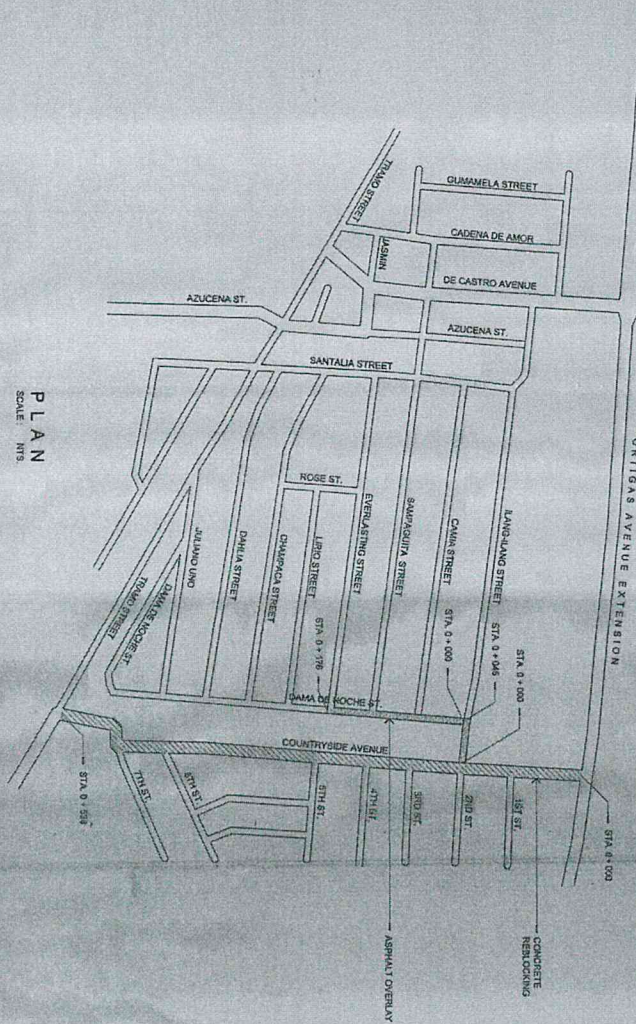 ORTIGAS AVENUE EXTENSION
TRAMO STREET
GUMAMELA STREET
CADENA DE AMOR
JASMIN
DE CASTRO AVENUE
AZUCENA ST.
AZUCENA ST.
SANTALIA STREET
ROSE ST.
ILANG-ILANG STREET
CAMIA STREET
SAMPAGUITA STREET
EVERLASTING STREET
LIRIO STREET
CHAMPACA STREET
DAHLIA STREET
JULIANO UNO
DAMA DE NOCHE ST.
TRAMO STREET
STA. 0 + 000
STA. 0 + 046
STA. 0 + 000
STA. 0 + 176
DAMA DE NOCHE ST.
COUNTRYSIDE AVENUE
1ST ST.
2ND ST.
3RD ST.
4TH ST.
5TH ST.
6TH ST.
7TH ST.
STA. 0 + 000
CONCRETE
REBLOCKING
ASPHALT OVERLAY
PLAN
SCALE: NTS.